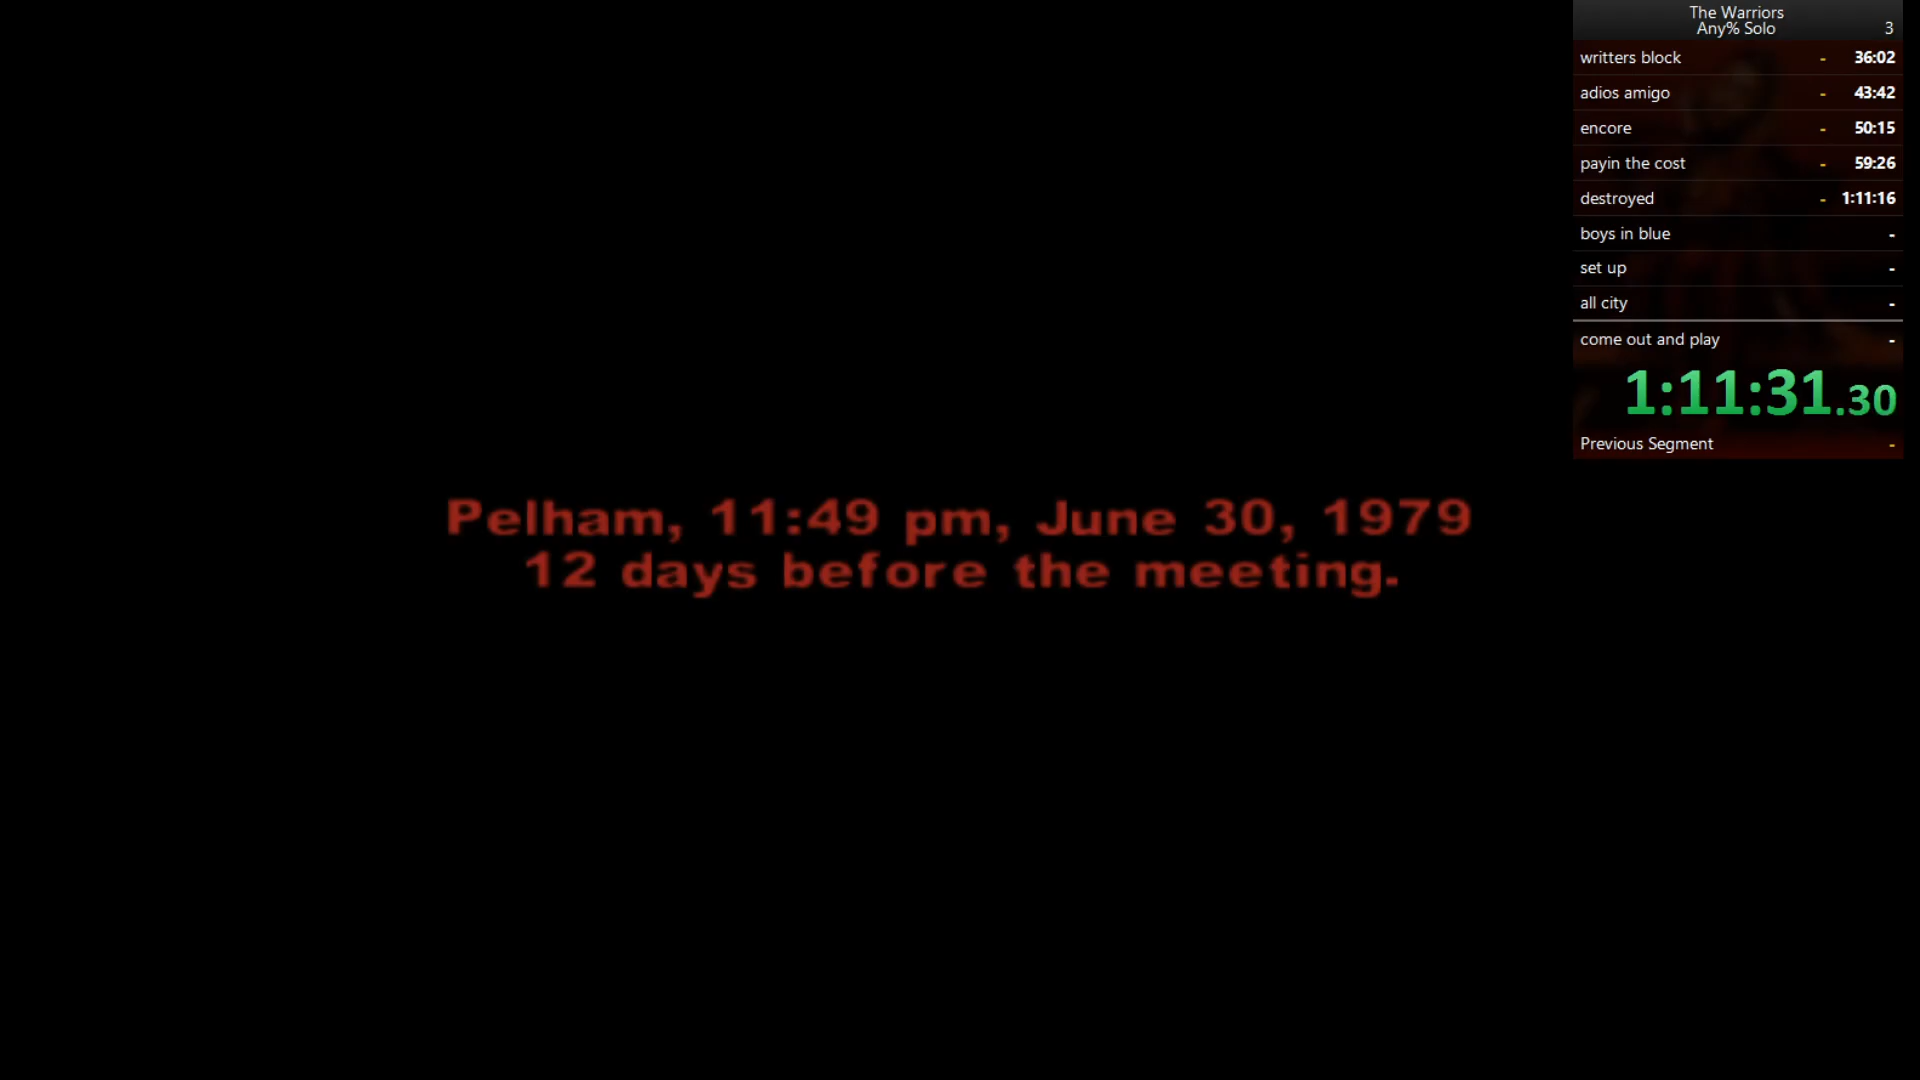 The Warriors
Any% Solo 3
writters block - 36:02
adios amigo - 43:42
encore - 50:15
payin the cost - 59:26
destroyed - 1:11:16
boys in blue -
set up -
all city -
come out and play -
1:11:31.30
Previous Segment -
Pelham, 11:49 pm, June 30, 1979
12 days before the meeting.